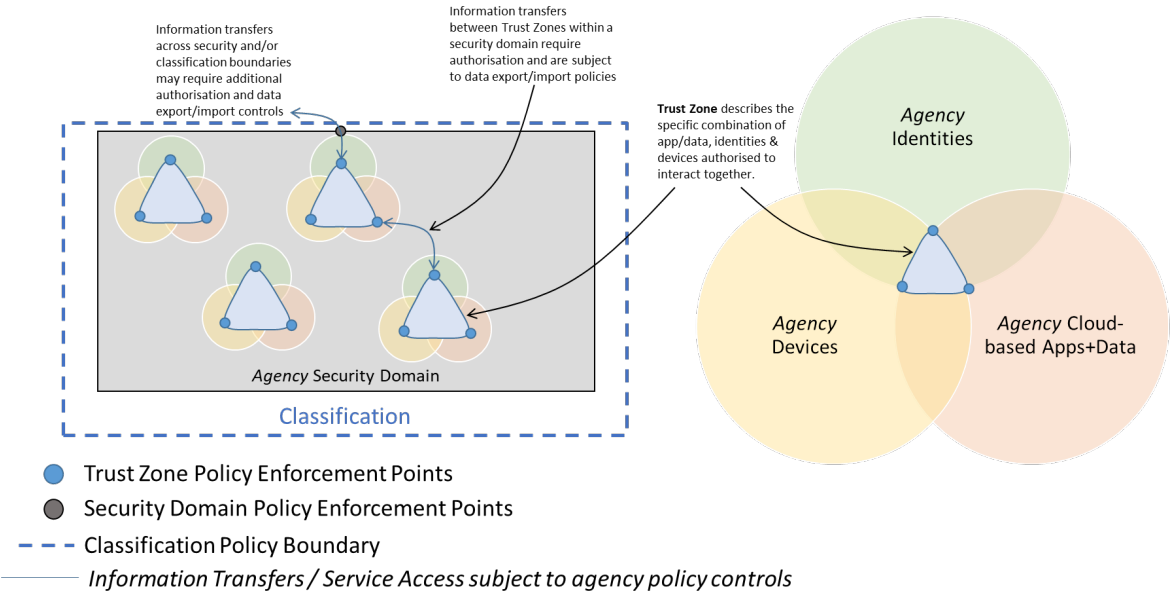 Information transfers
across security and/or
classification boundaries
may require additional
authorisation and data
export/import controls
Information transfers
between Trust Zones within a
security domain require
authorisation and are subject
to data export/import policies
Trust Zone describes the
specific combination of
app/data, identities &
devices authorised to
interact together.
Agency
Identities
Agency
Devices
Agency Cloud-
based Apps+Data
Agency Security Domain
Classification
Trust Zone Policy Enforcement Points
Security Domain Policy Enforcement Points
Classification Policy Boundary
Information Transfers / Service Access subject to agency policy controls